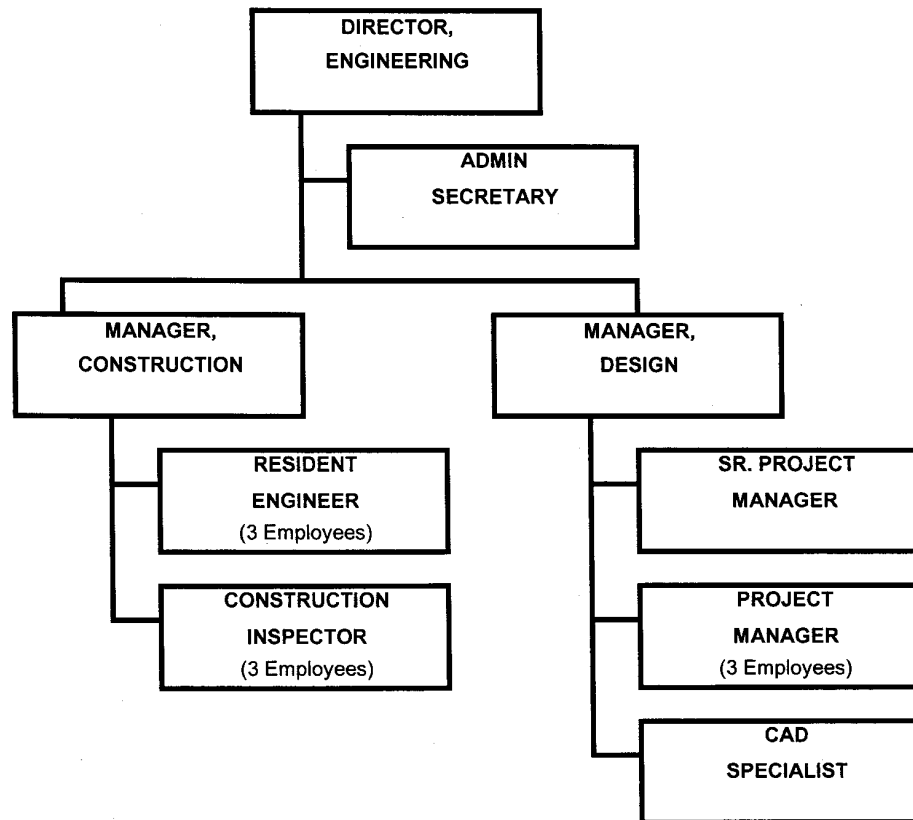 DIRECTOR,
ENGINEERING
ADMIN
SECRETARY
MANAGER,
CONSTRUCTION
RESIDENT
ENGINEER
(3 Employees)
CONSTRUCTION
INSPECTOR
(3 Employees)
MANAGER,
DESIGN
SR. PROJECT
MANAGER
PROJECT
MANAGER
(3 Employees)
CAD
SPECIALIST